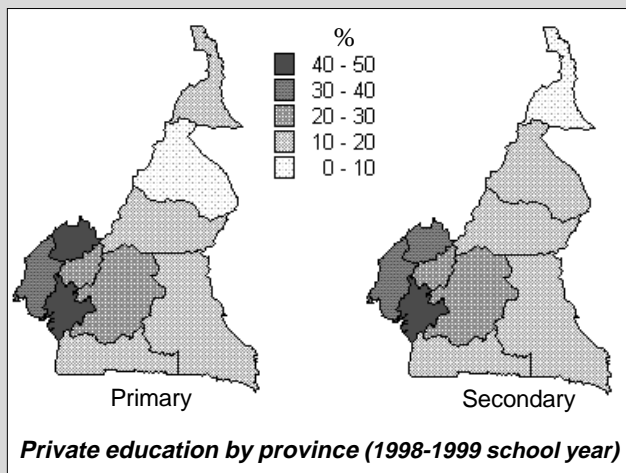 %
40 - 50
30 - 40
20 - 30
10 - 20
0 - 10
Primary
Secondary
Private education by province (1998-1999 school year)